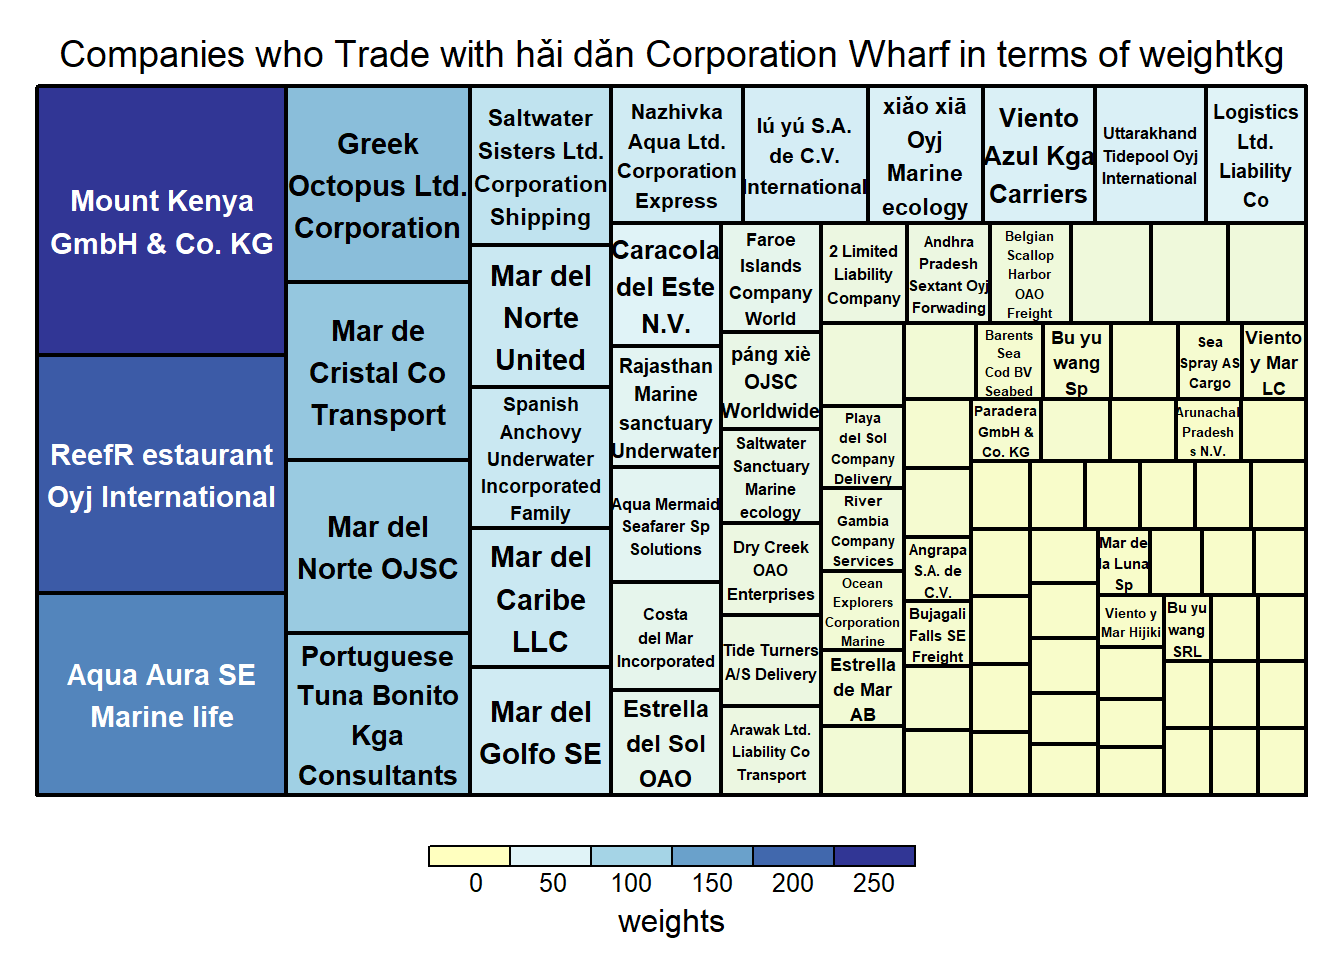 Companies who Trade with hǎi dǎn Corporation Wharf in terms of weightkg
Mount Kenya
GmbH & Co. KG
ReefR estaurant
Oyj International
Aqua Aura SE
Marine life
Greek
Octopus Ltd.
Corporation
Mar de
Cristal Co
Transport
Mar del
Norte OJSC
Portuguese
Tuna Bonito
Kga
Consultants
Saltwater
Sisters Ltd.
Corporation
Shipping
Mar del
Norte
United
Spanish
Anchovy
Underwater
Incorporated
Family
Mar del
Caribe
LLC
Mar del
Golfo SE
Nazhivka
Aqua Ltd.
Corporation
Express
lú yú S.A.
de C.V.
International
xiǎo xiā
Oyj
Marine
ecology
Viento
Azul Kga
Carriers
Uttarakhand
Tidepool Oyj
International
Logistics
Ltd.
Liability
Co
Caracola
del Este
N.V.
Rajasthan
Marine
sanctuary
Underwater
Aqua Mermaid
Seafarer Sp
Solutions
Costa
del Mar
Incorporated
Estrella
del Sol
OAO
Faroe
Islands
Company
World
páng xiè
OJSC
Worldwide
Saltwater
Sanctuary
Marine
ecology
Dry Creek
OAO
Enterprises
Tide Turners
A/S Delivery
Arawak Ltd.
Liability Co
Transport
2 Limited
Liability
Company
Playa
del Sol
Company
Delivery
River
Gambia
Company
Services
Ocean
Explorers
Corporation
Marine
Estrella
de Mar
AB
Andhra
Pradesh
Sextant Oyj
Forwading
Belgian
Scallop
Harbor
OAO
Freight
Barents
Sea
Cod BV
Seabed
Bu yu
wang
Sp
Sea
Spray AS
Cargo
Viento
y Mar
LC
Paradera
GmbH &
Co. KG
Arunachal
Pradesh
s N.V.
Angrapa
S.A. de
C.V.
Bujagali
Falls SE
Freight
Mar de
la Luna
Sp
Viento y
Mar Hijiki
Bu yu
wang
SRL
0 50 100 150 200 250
weights